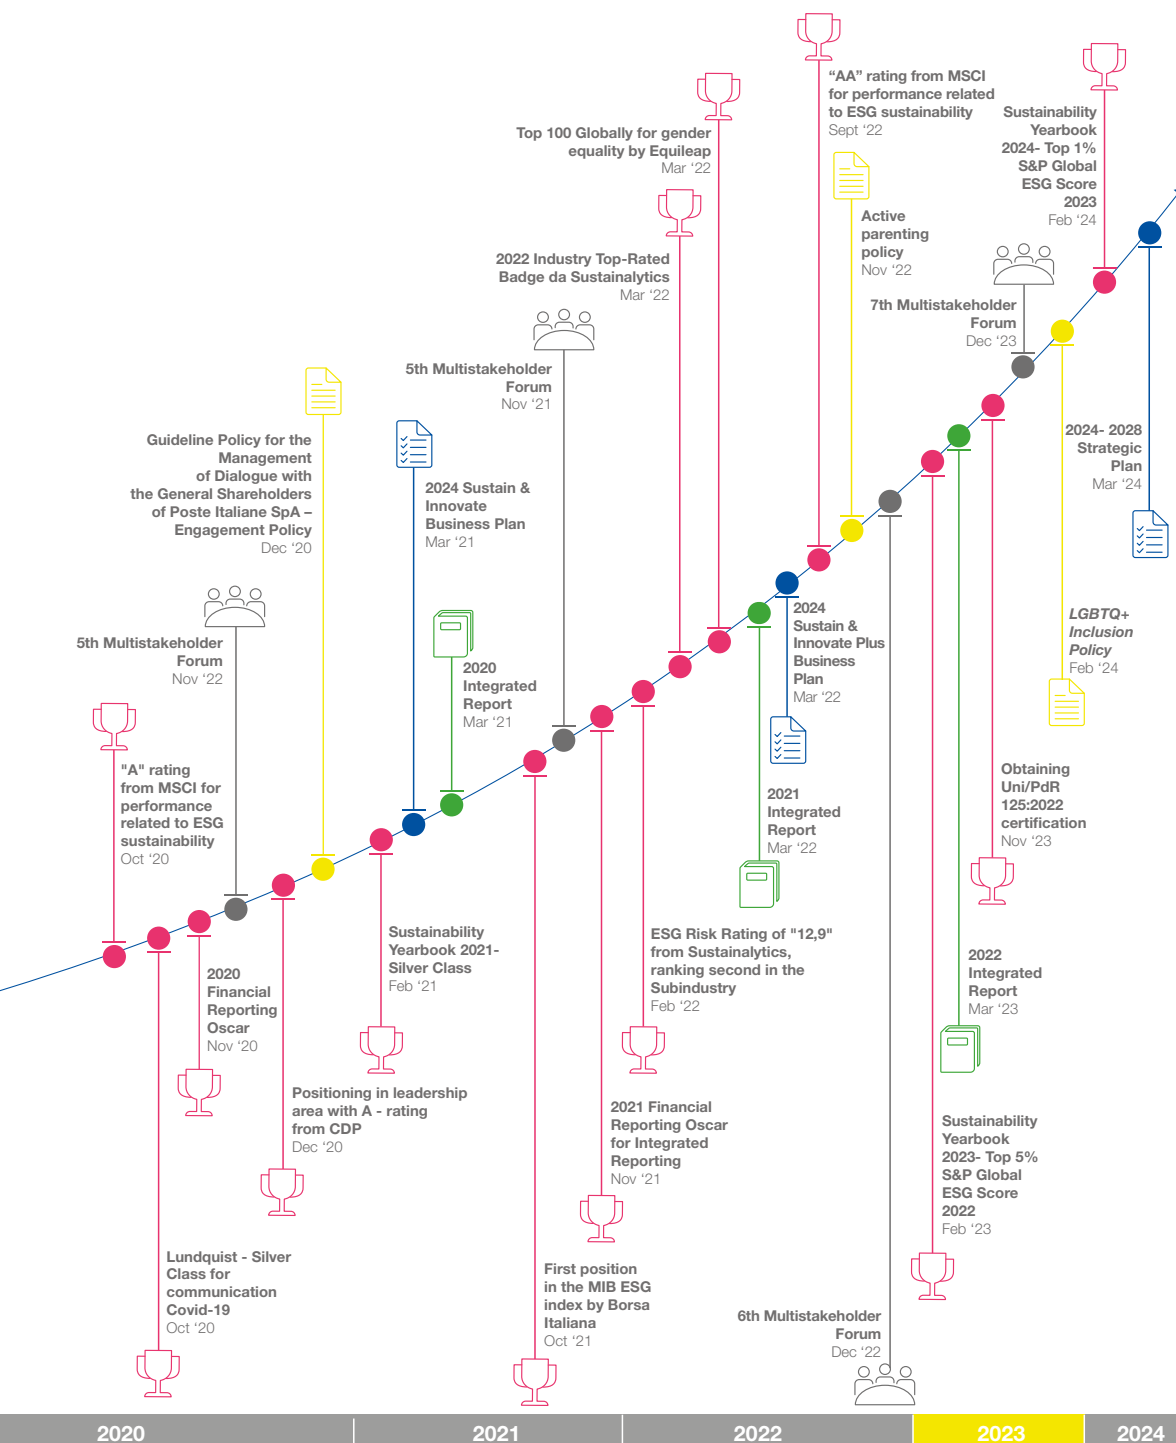 "A" rating
from MSCI for
performance
related to ESG
sustainability
Oct ‘20
Lundquist - Silver
Class for
communication
Covid-19
Oct ‘20
2020
Financial
Reporting
Oscar
Nov ‘20
5th Multistakeholder
Forum
Nov ‘22
Positioning in leadership
area with A - rating
from CDP
Dec ‘20
Guideline Policy for the
Management
of Dialogue with
the General Shareholders
of Poste Italiane SpA –
Engagement Policy
Dec ‘20
Sustainability
Yearbook 2021-
Silver Class
Feb ‘21
2024 Sustain &
Innovate
Business Plan
Mar ‘21
2020
Integrated
Report
Mar ‘21
First position
in the MIB ESG
index by Borsa
Italiana
Oct ‘21
5th Multistakeholder
Forum
Nov ‘21
2021 Financial
Reporting Oscar
for Integrated
Reporting
Nov ‘21
ESG Risk Rating of "12,9"
from Sustainalytics,
ranking second in the
Subindustry
Feb ‘22
2022 Industry Top-Rated
Badge da Sustainalytics
Mar ‘22
Top 100 Globally for gender
equality by Equileap
Mar ‘22
2021
Integrated
Report
Mar ‘22
2024
Sustain &
Innovate Plus
Business
Plan
Mar ‘22
“AA” rating from MSCI
for performance related
to ESG sustainability
Sept ‘22
Active
parenting
policy
Nov ‘22
6th Multistakeholder
Forum
Dec ‘22
Sustainability
Yearbook
2023- Top 5%
S&P Global
ESG Score
2022
Feb ‘23
2022
Integrated
Report
Mar ‘23
Obtaining
Uni/PdR
125:2022
certification
Nov ‘23
7th Multistakeholder
Forum
Dec ‘23
LGBTQ+
Inclusion
Policy
Feb ‘24
Sustainability
Yearbook
2024- Top 1%
S&P Global
ESG Score
2023
Feb ‘24
2024- 2028
Strategic
Plan
Mar ‘24
2020
2021
2022
2023
2024